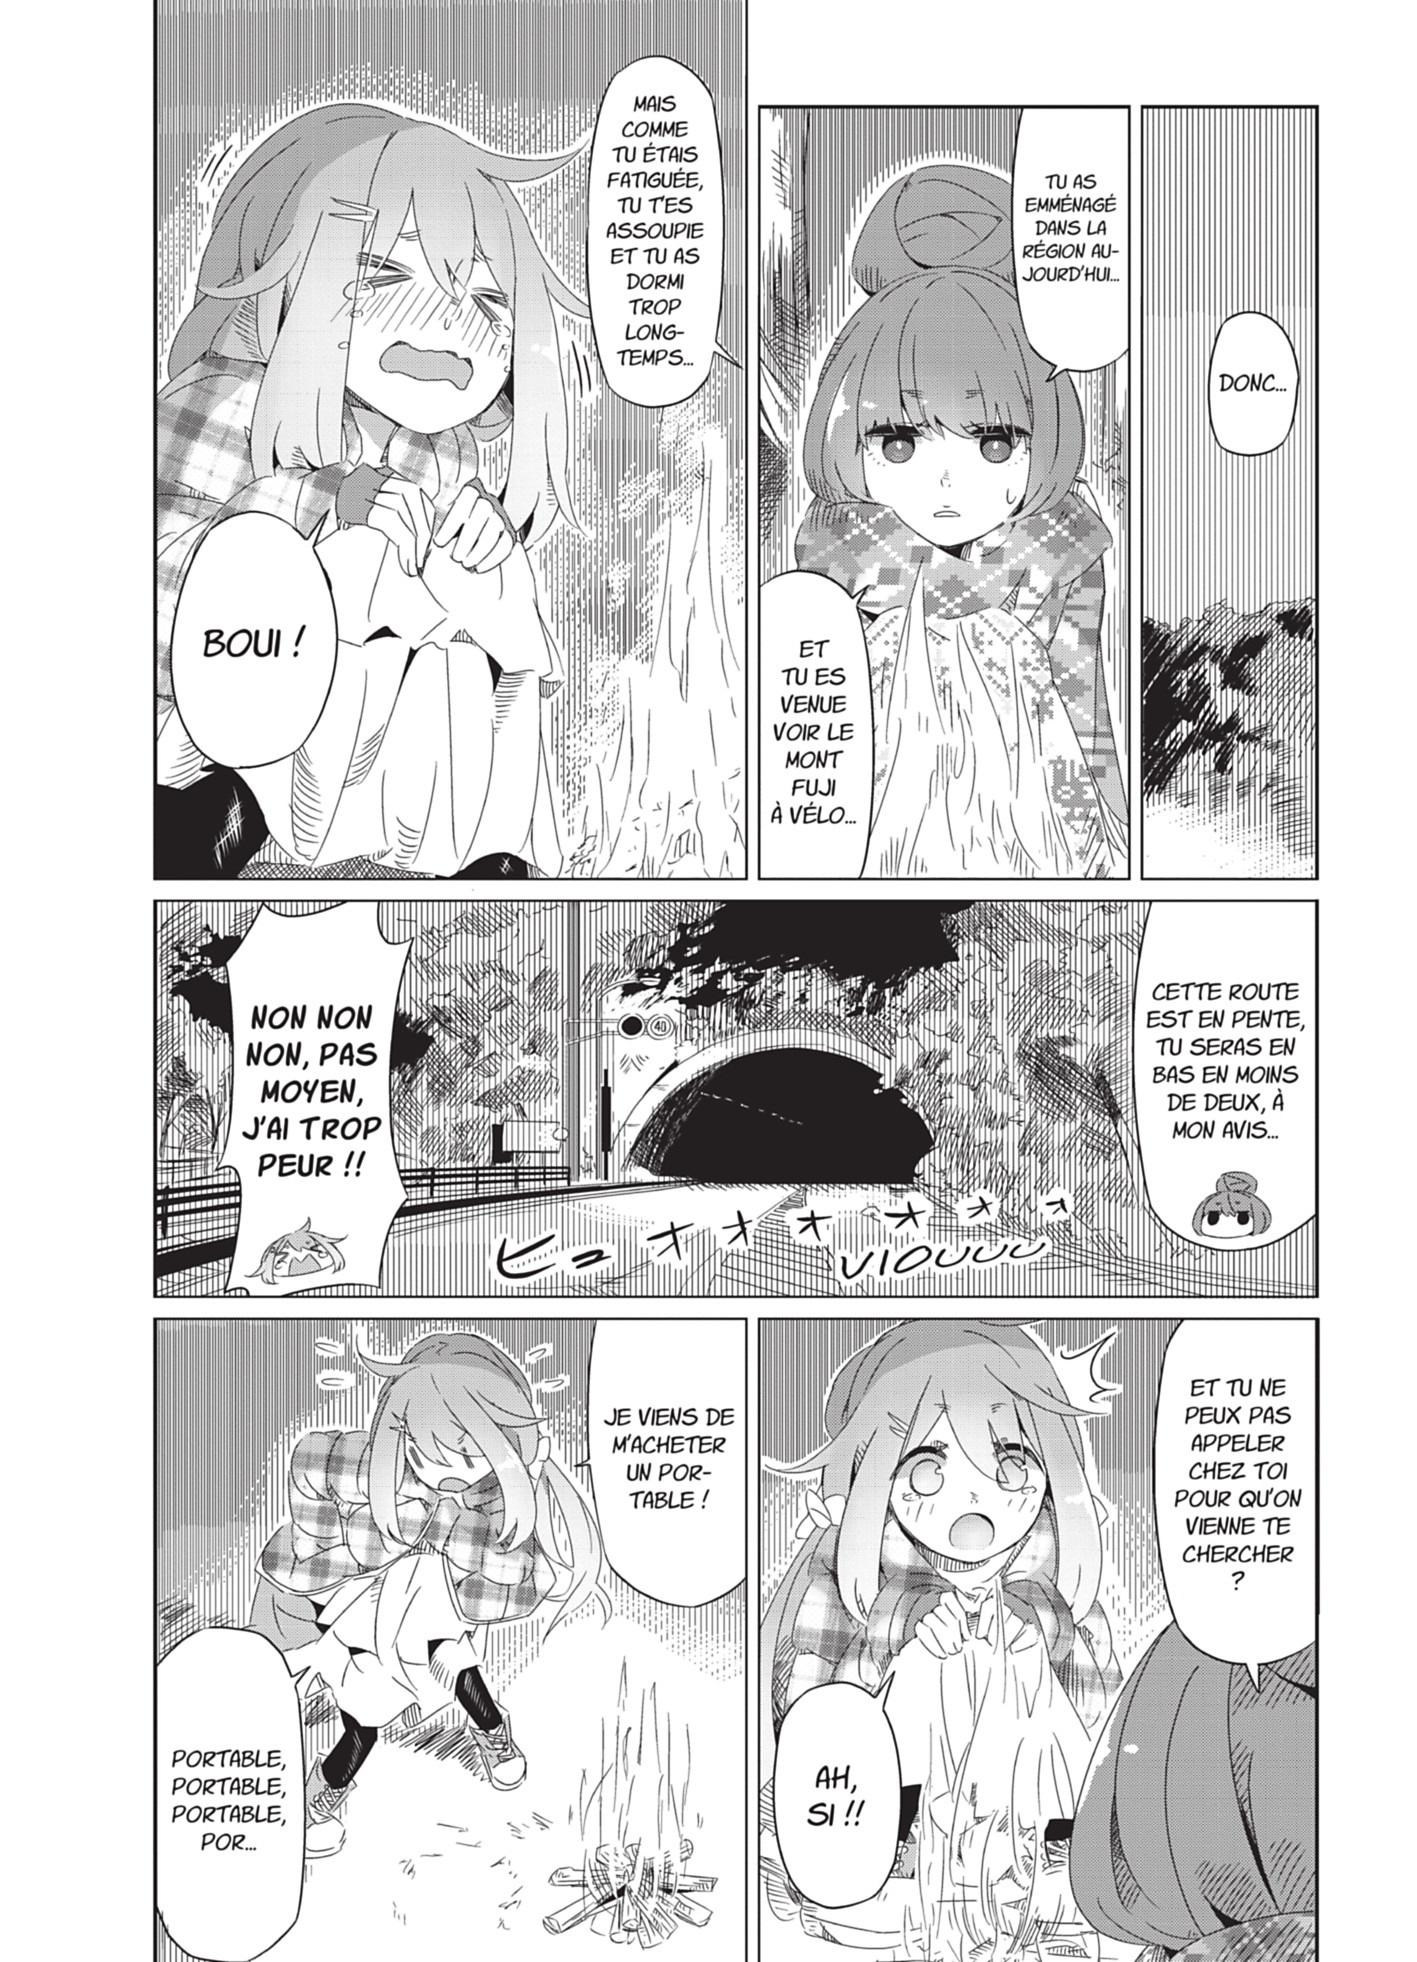 DONC...
TU AS
EMMÉNAGÉ
DANS LA
RÉGION AU-
JOURD'HUI...
ET
TU ES
VENUE
VOIR LE
MONT
FUJI
À VÉLO...
MAIS
COMME
TU ÉTAIS
FATIGUÉE,
TU T'ES
ASSOUPIE
ET TU AS
DORMI
TROP
LONG-
TEMPS...
BOUI !
CETTE ROUTE
EST EN PENTE,
TU SERAS EN
BAS EN MOINS
DE DEUX, À
MON AVIS...
40
ヒュオオオオオオ
VIOUUU
NON NON
NON, PAS
MOYEN,
J'AI TROP
PEUR !!
ET TU NE
PEUX PAS
APPELER
CHEZ TOI
POUR QU'ON
VIENNE TE
CHERCHER
?
AH,
SI !!
JE VIENS DE
M'ACHETER
UN POR-
TABLE !
PORTABLE,
PORTABLE,
PORTABLE,
POR...